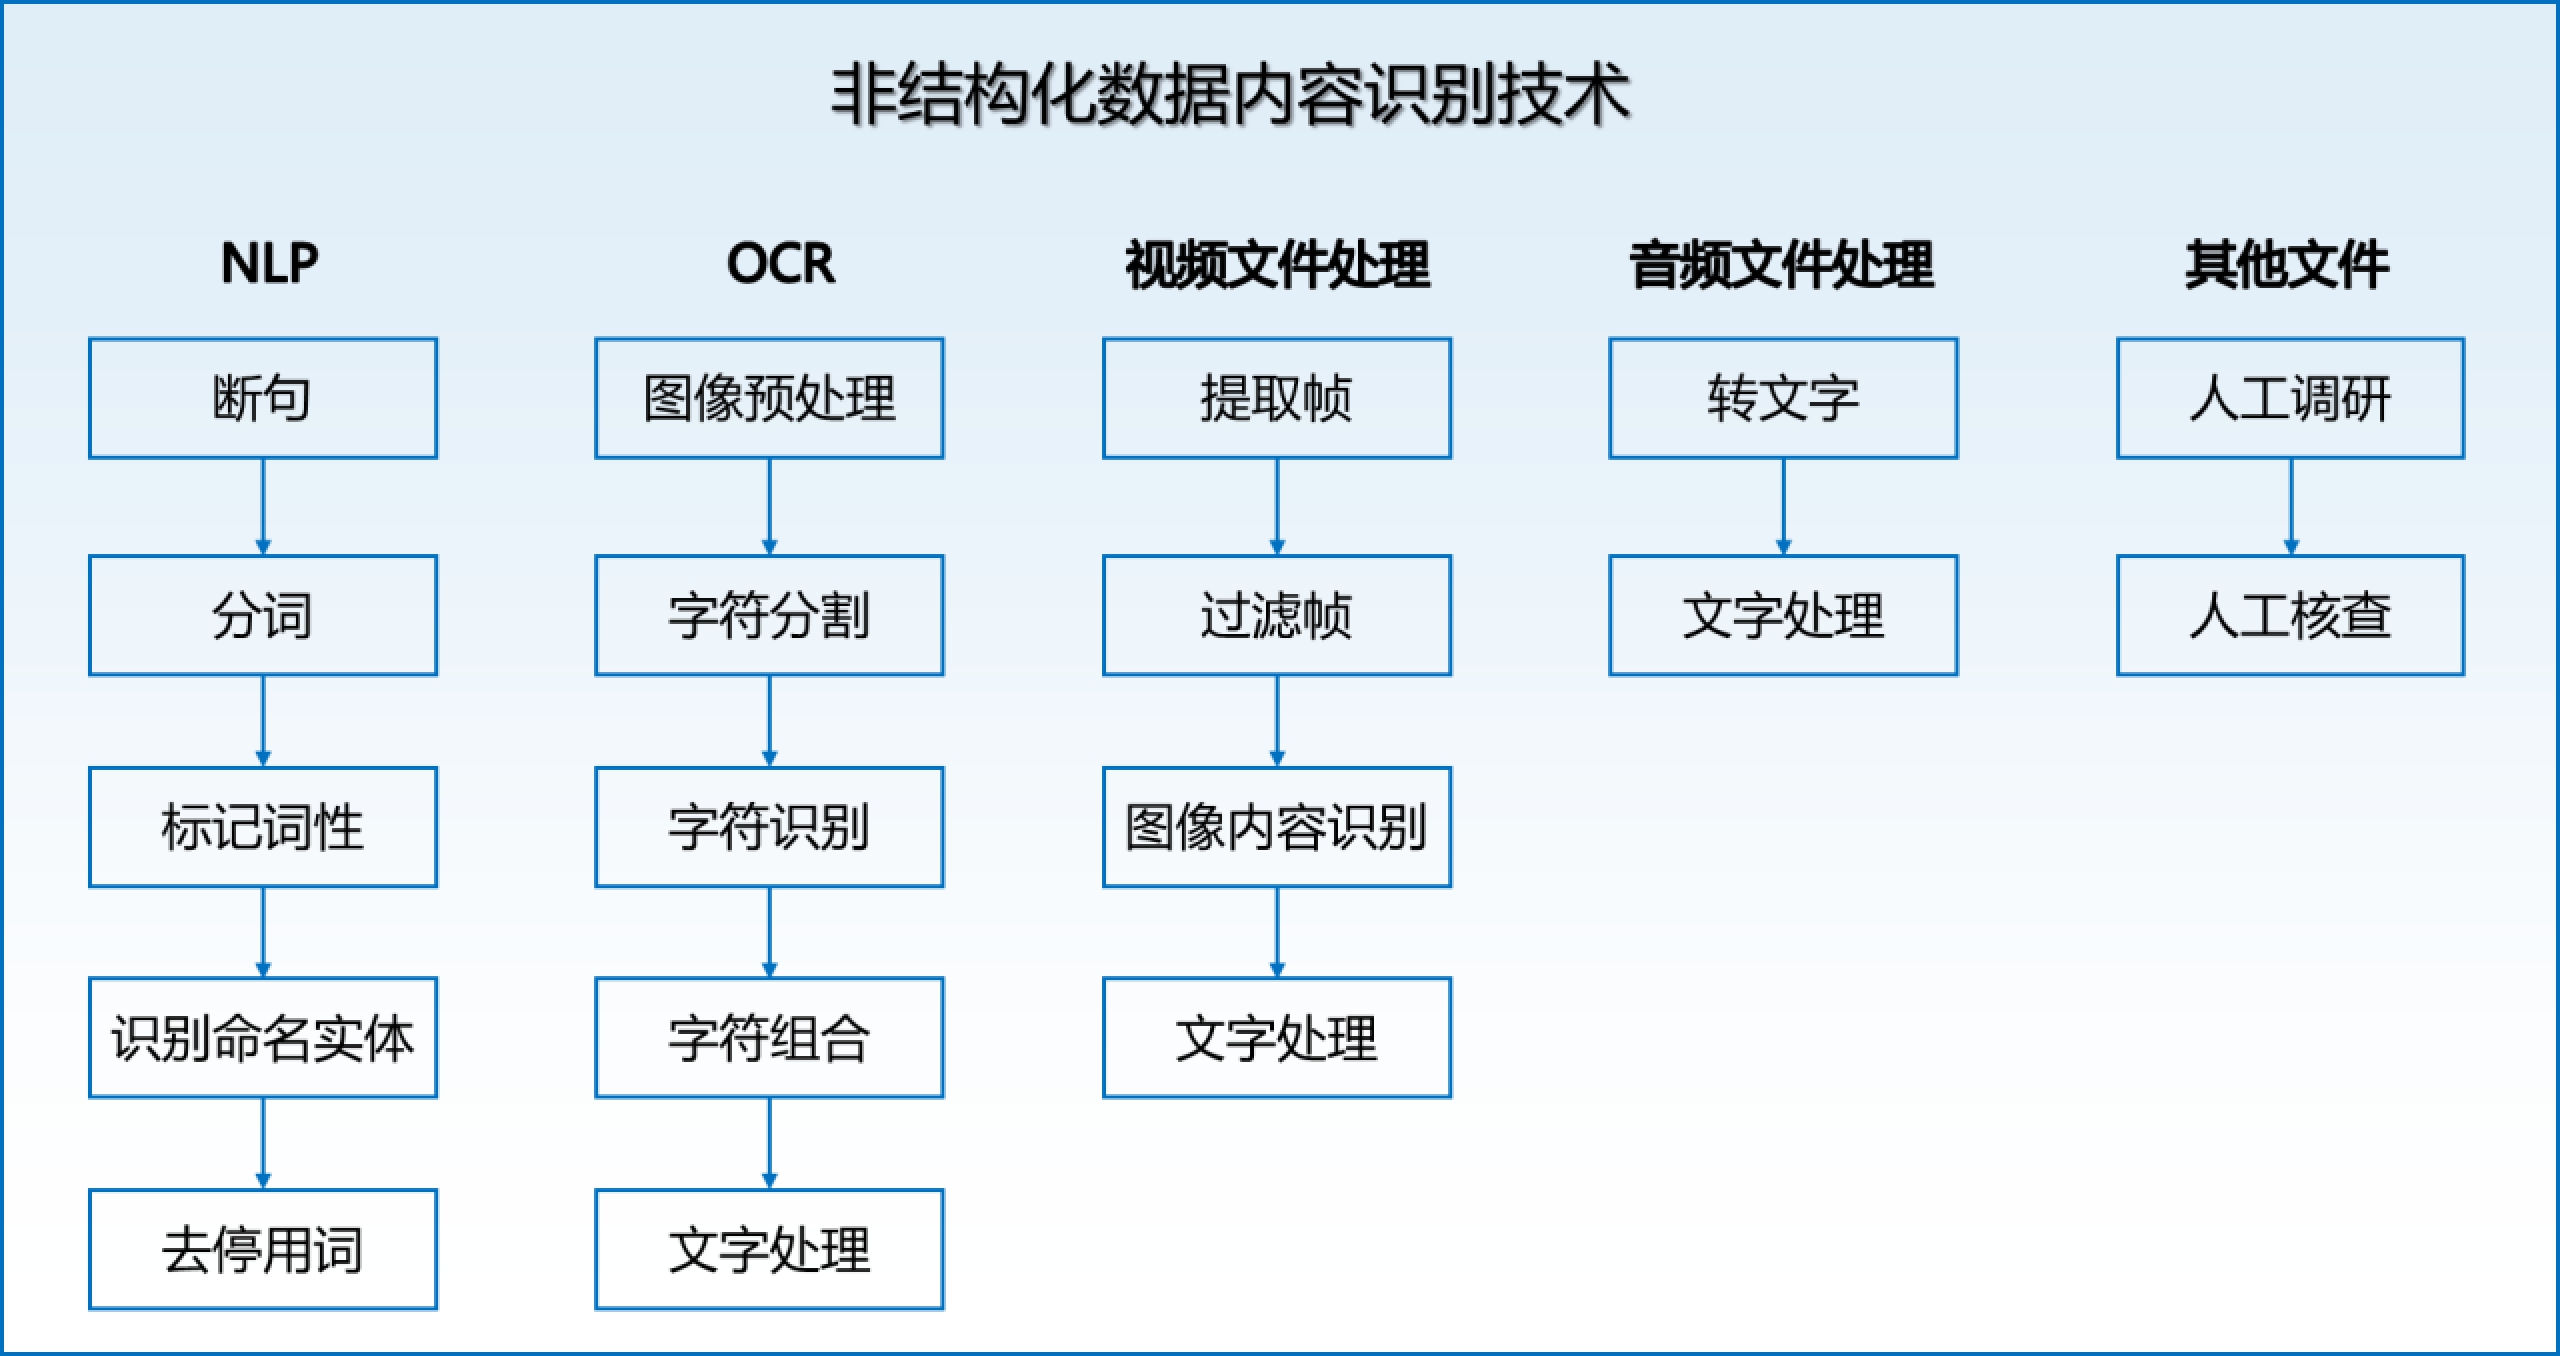 非结构化数据内容识别技术
NLP
断句
分词
标记词性
识别命名实体
去停用词
OCR
图像预处理
字符分割
字符识别
字符组合
文字处理
视频文件处理
提取帧
过滤帧
图像内容识别
文字处理
音频文件处理
转文字
文字处理
其他文件
人工调研
人工核查